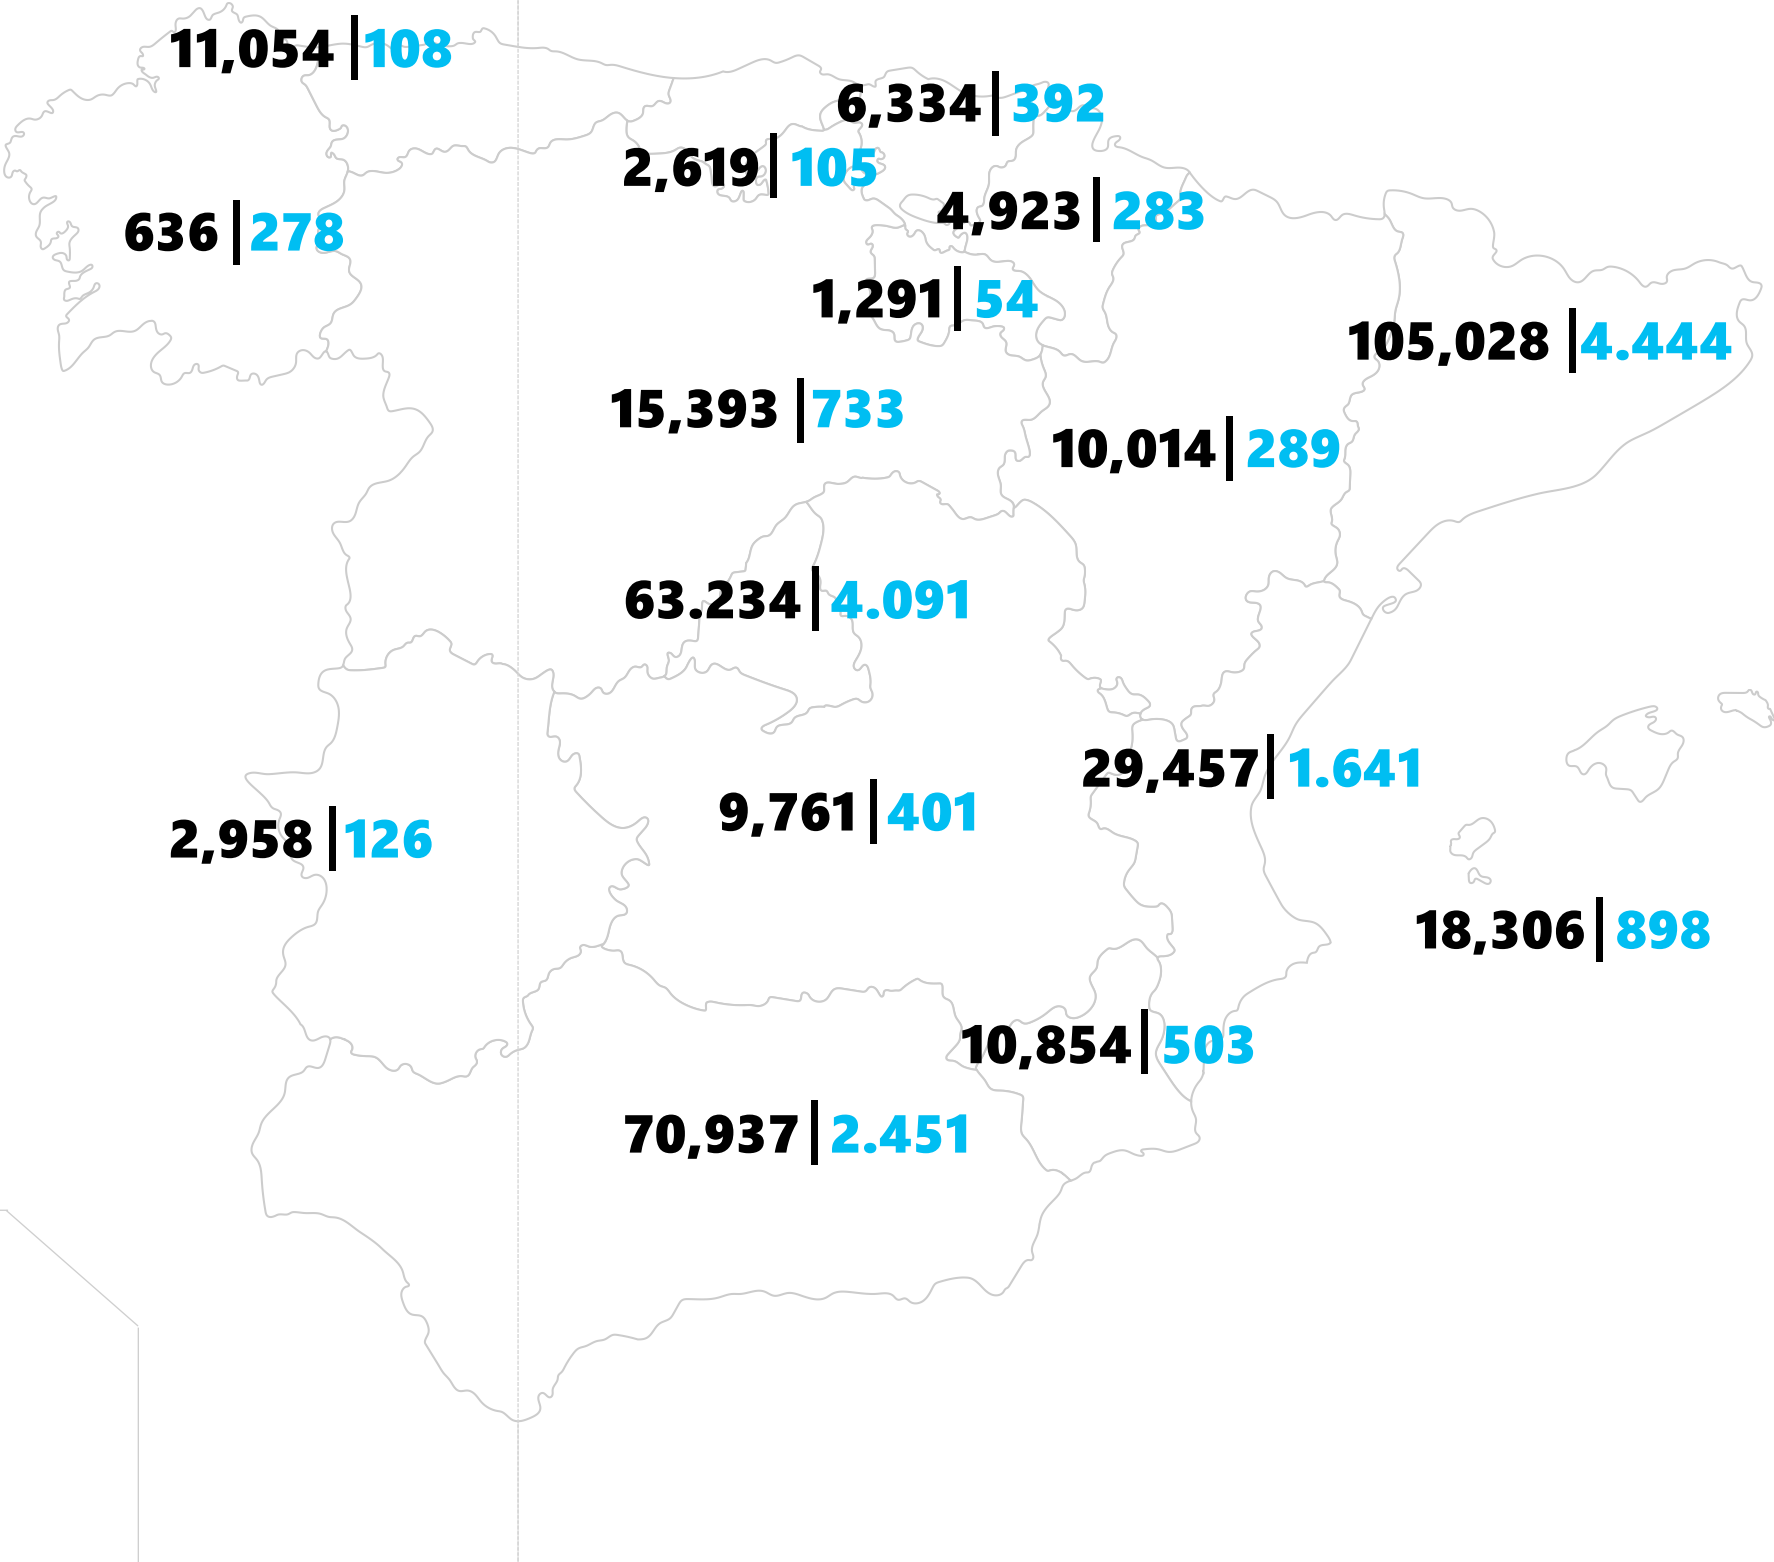 11,054 | 108
6,334 | 392
2,619 | 105
4,923 | 283
636 | 278
1,291 | 54
105,028 | 4.444
15,393 | 733
10,014 | 289
63.234 | 4.091
29,457 | 1.641
9,761 | 401
2,958 | 126
18,306 | 898
10,854 | 503
70,937 | 2.451